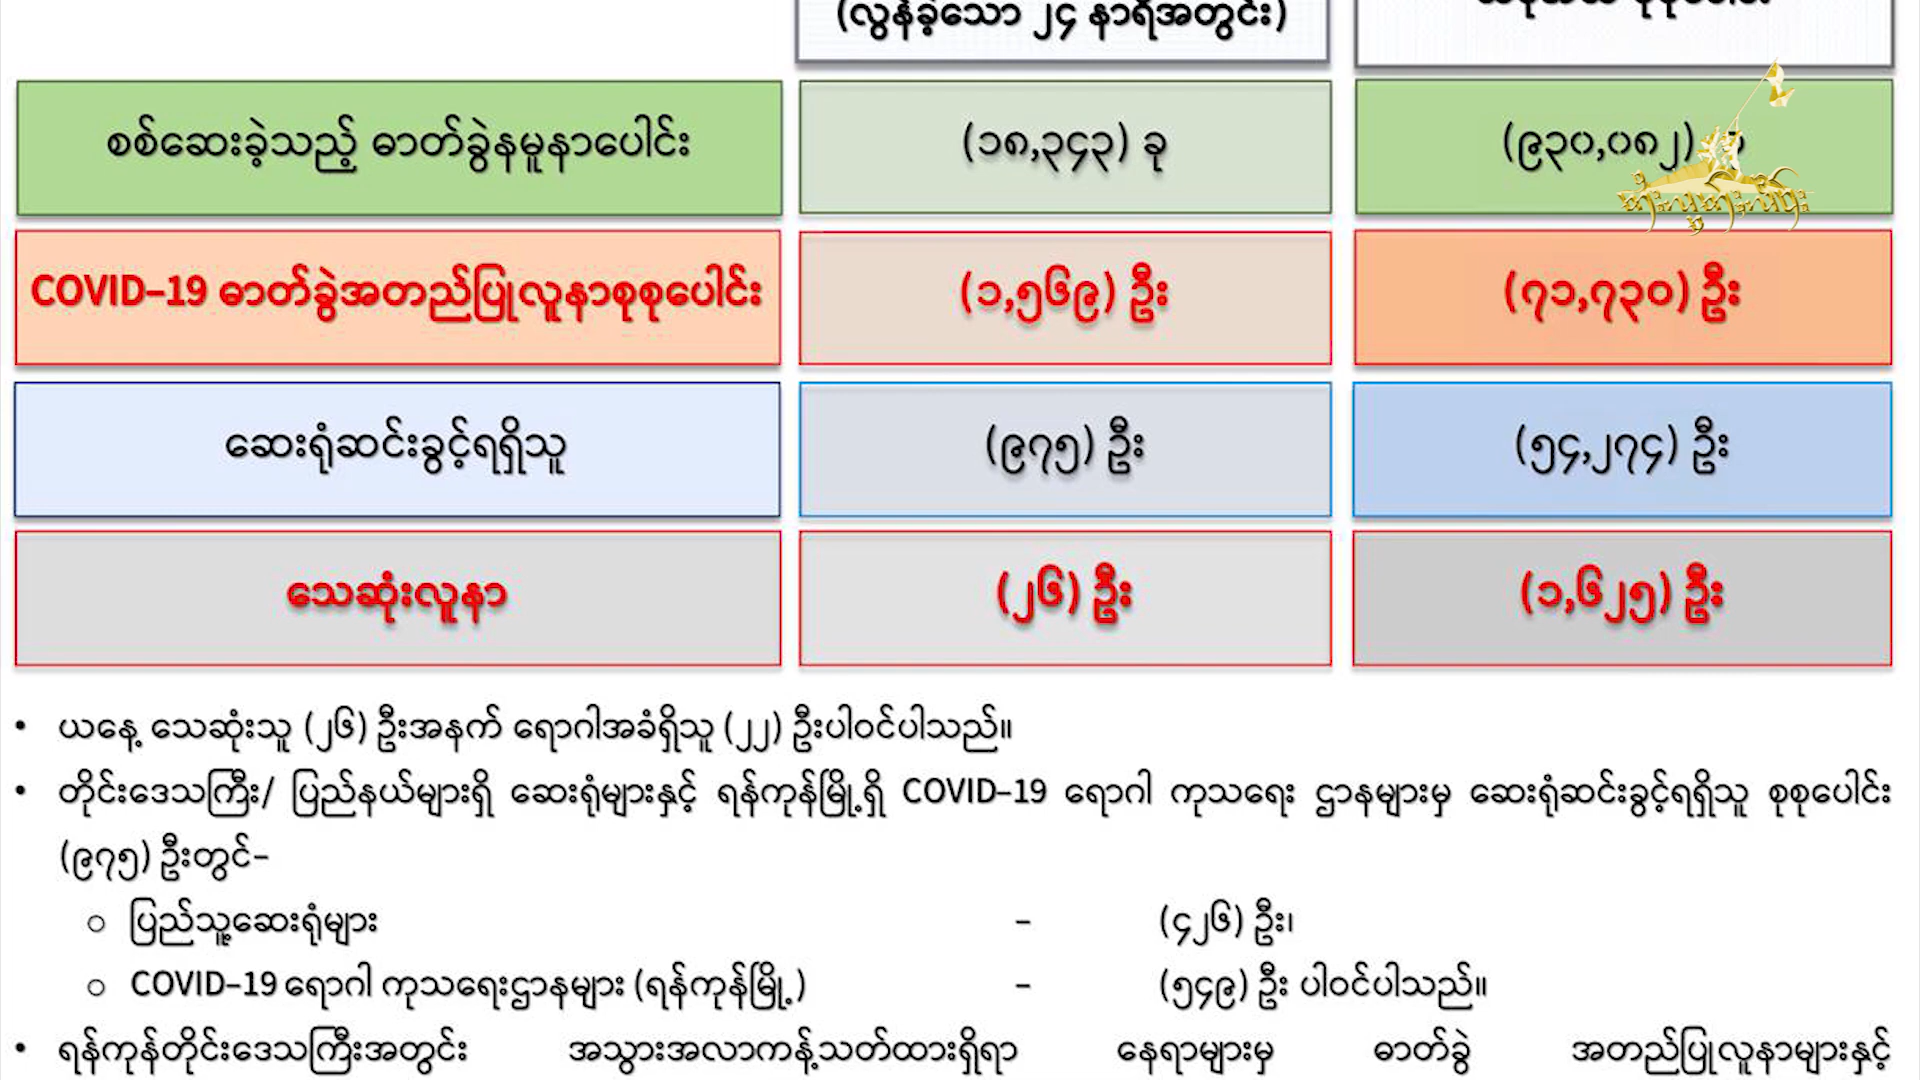 (လွန်ခဲ့သော ၂၄ နာရီအတွင်း)
စစ်ဆေးခဲ့သည့် ဓာတ်ခွဲနမူနာပေါင်း (၁၈,၃၄၃) ခု (၉၃၀,၀၈၂)
COVID–19 ဓာတ်ခွဲအတည်ပြုလူနာစုစုပေါင်း (၁,၅၆၉) ဦး (၇၁,၇၃၀) ဦး
ဆေးရုံဆင်းခွင့်ရရှိသူ (၉၇၅) ဦး (၅၄,၂၇၄) ဦး
သေဆုံးလူနာ (၂၆) ဦး (၁,၆၂၅) ဦး
• ယနေ့ သေဆုံးသူ (၂၆) ဦးအနက် ရောဂါအခံရှိသူ (၂၂) ဦးပါဝင်ပါသည်။
• တိုင်းဒေသကြီး/ ပြည်နယ်များရှိ ဆေးရုံများနှင့် ရန်ကုန်မြို့ရှိ COVID–19 ရောဂါ ကုသရေး ဌာနများမှ ဆေးရုံဆင်းခွင့်ရရှိသူ စုစုပေါင်း
(၉၇၅) ဦးတွင်–
○ ပြည်သူ့ဆေးရုံများ – (၄၂၆) ဦး၊
○ COVID–19 ရောဂါ ကုသရေးဌာနများ (ရန်ကုန်မြို့) – (၅၄၉) ဦး ပါဝင်ပါသည်။
• ရန်ကုန်တိုင်းဒေသကြီးအတွင်း အသွားအလာကန့်သတ်ထားရှိရာ နေရာများမှ ဓာတ်ခွဲ အတည်ပြုလူနာများနှင့်